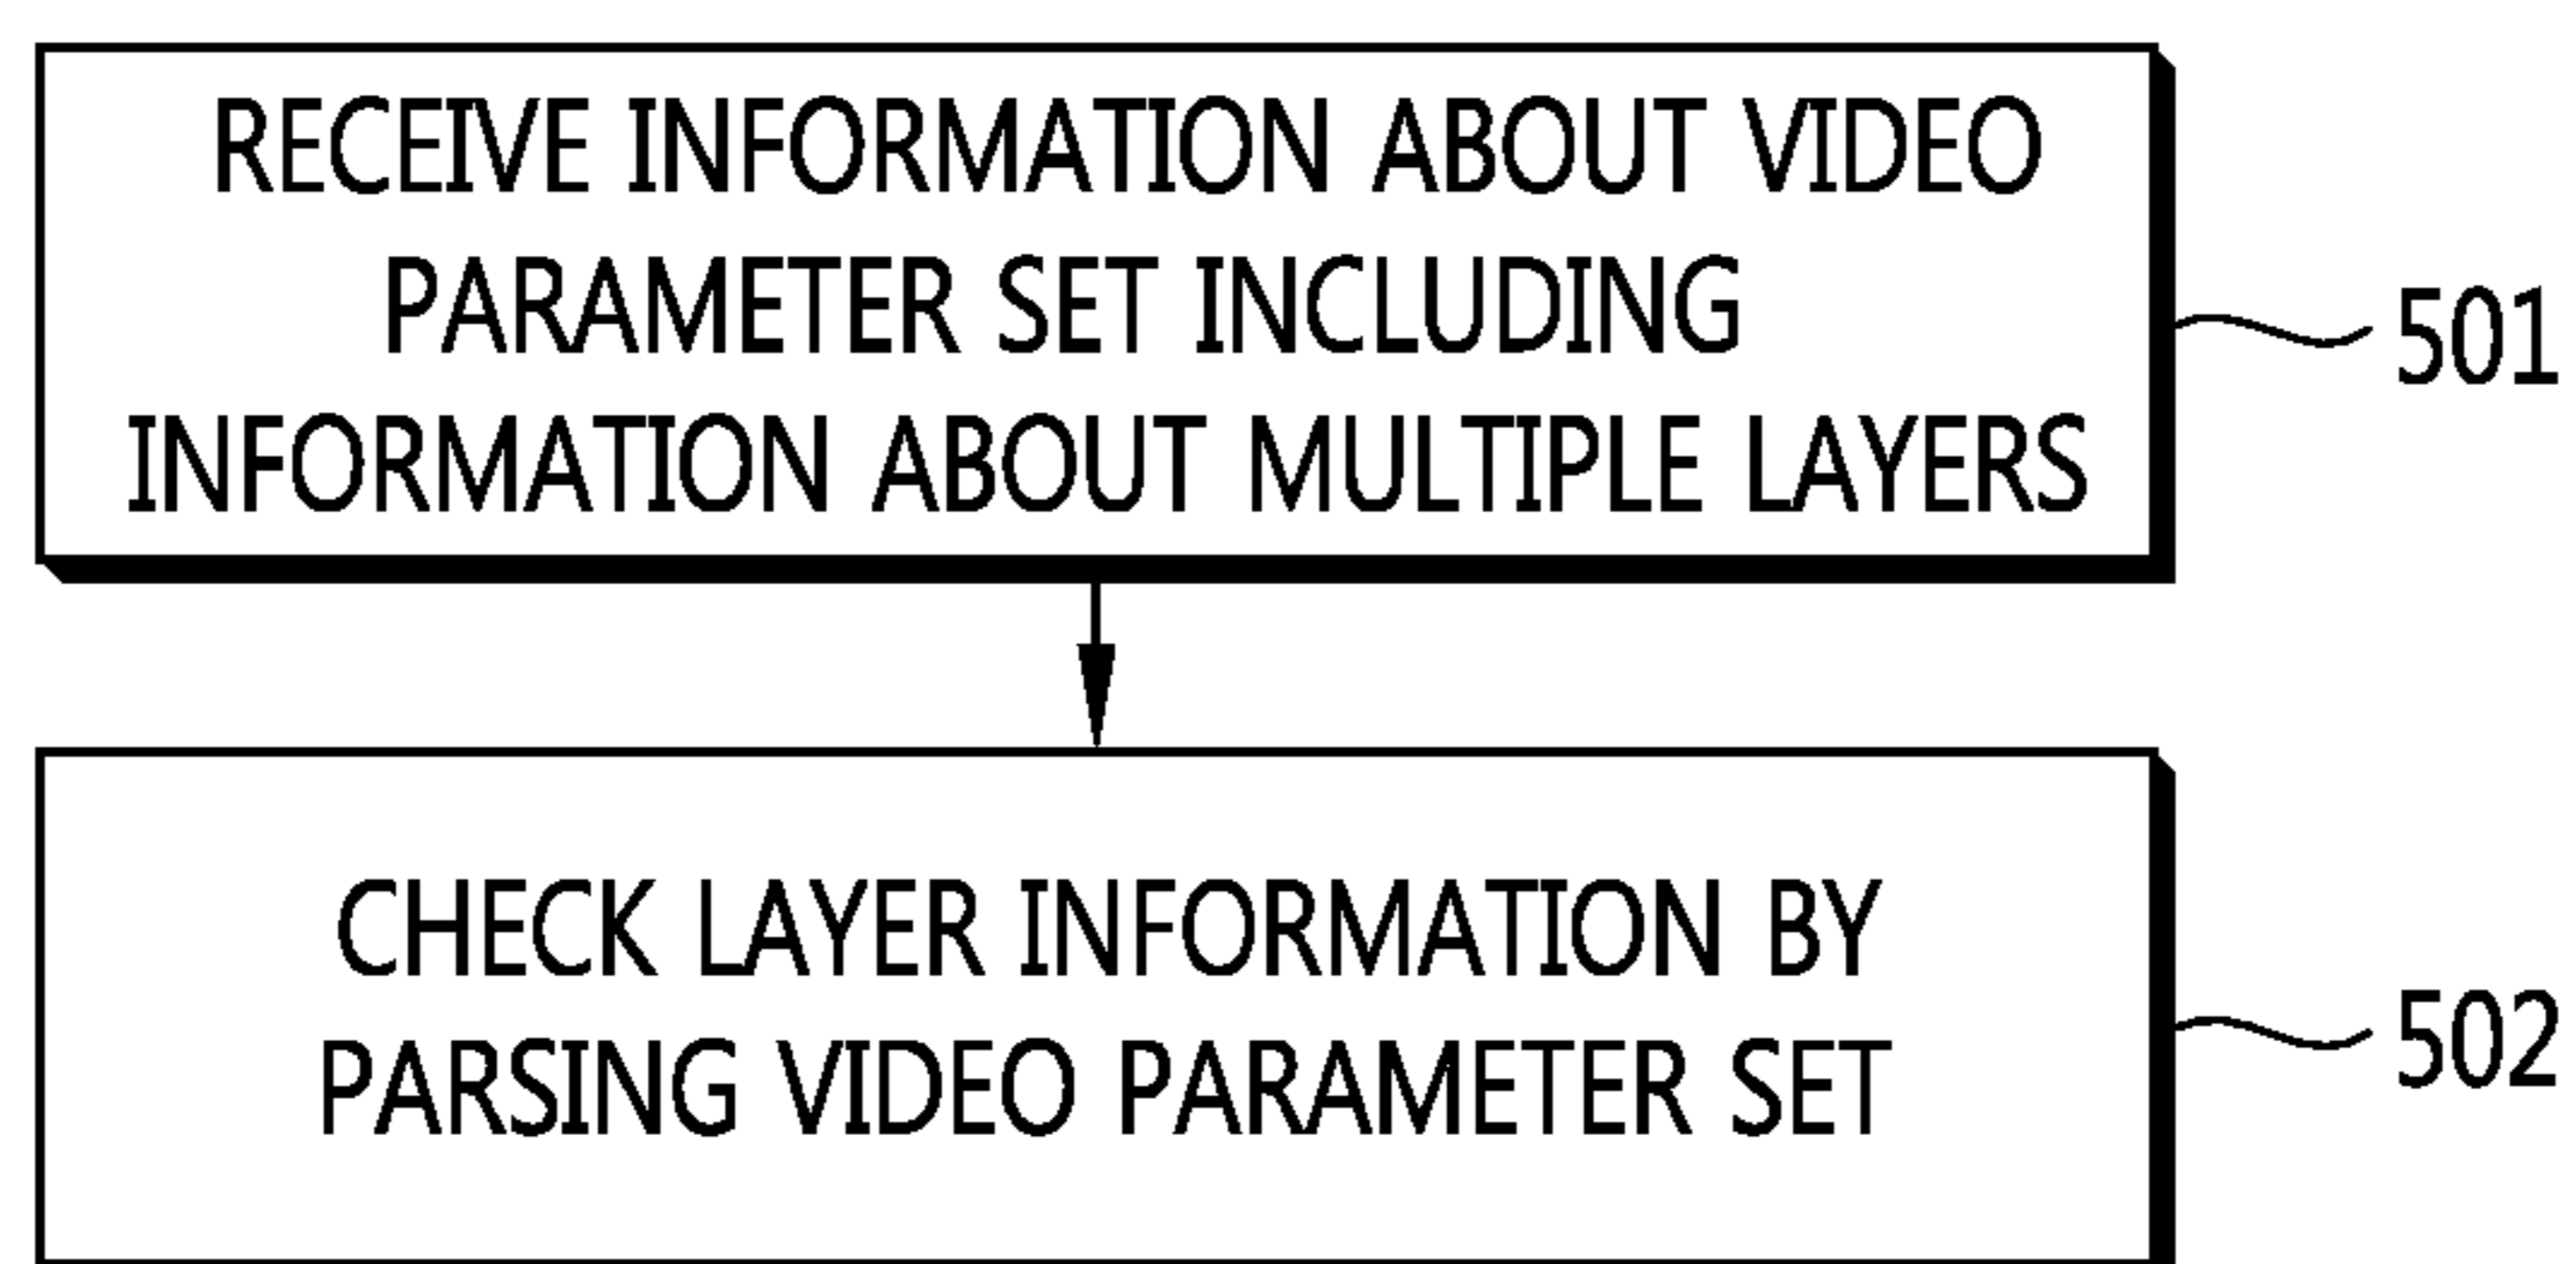 RECEIVE INFORMATION ABOUT VIDEO
PARAMETER SET INCLUDING
INFORMATION ABOUT MULTIPLE LAYERS
501
CHECK LAYER INFORMATION BY
PARSING VIDEO PARAMETER SET
502